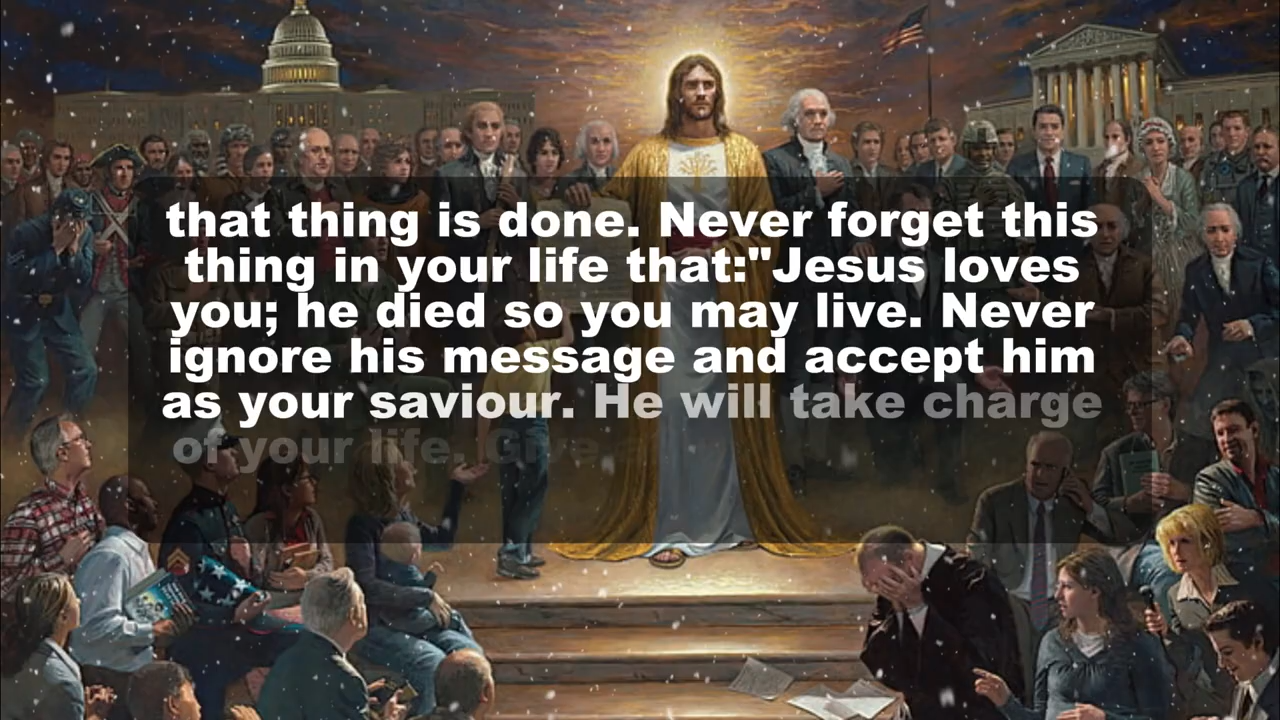 that thing is done. Never forget this
thing in your life that:"Jesus loves
you; he died so you may live. Never
ignore his message and accept him
as your saviour. He will take charge
of your life. Give